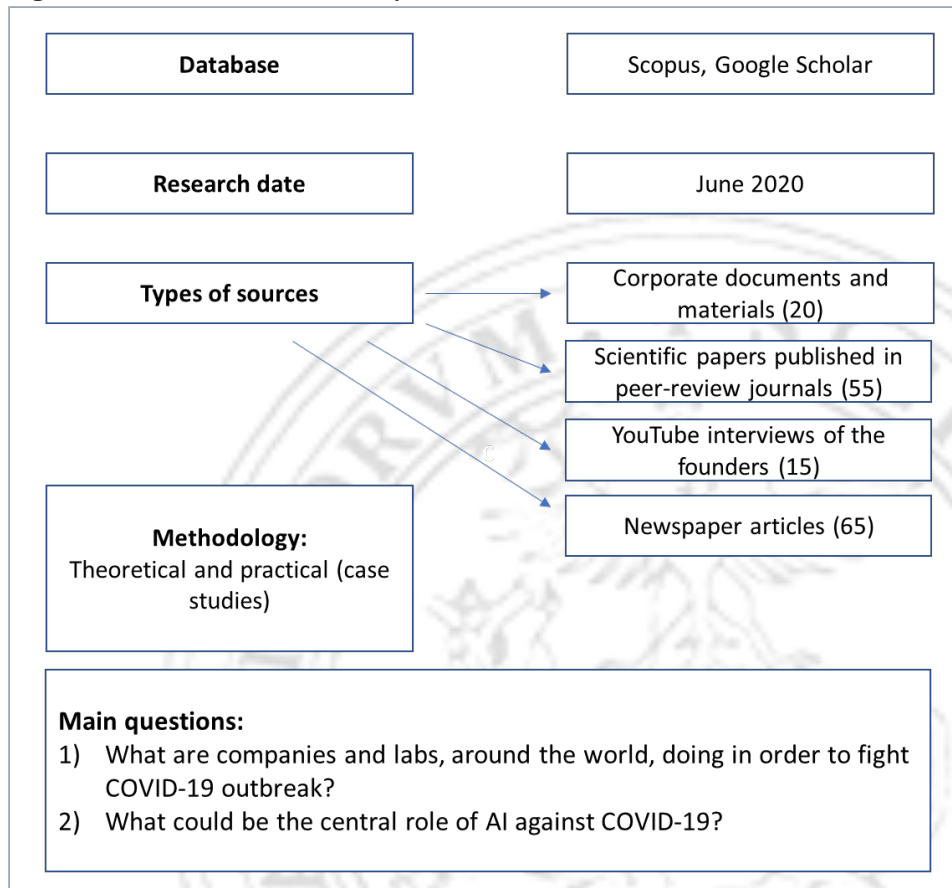 Database
Scopus, Google Scholar
Research date
June 2020
Types of sources
Corporate documents and
materials (20)
Scientific papers published in
peer-review journals (55)
YouTube interviews of the
founders (15)
Newspaper articles (65)
Methodology:
Theoretical and practical (case
studies)
Main questions:
1) What are companies and labs, around the world, doing in order to fight
COVID-19 outbreak?
2) What could be the central role of AI against COVID-19?